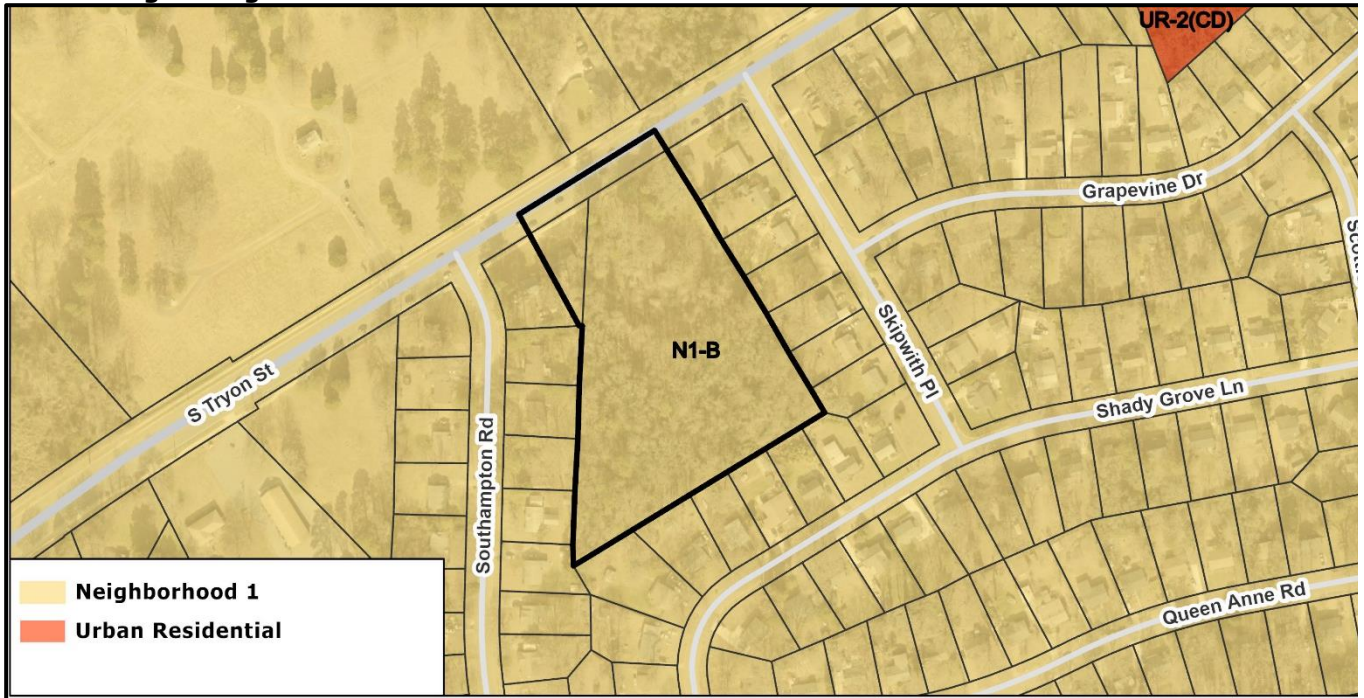 UR-2(CD)
Grapevine Dr
N1-B
Skipwith Pl
S Tryon St
Shady Grove Ln
Southampton Rd
Queen Anne Rd
Neighborhood 1
Urban Residential